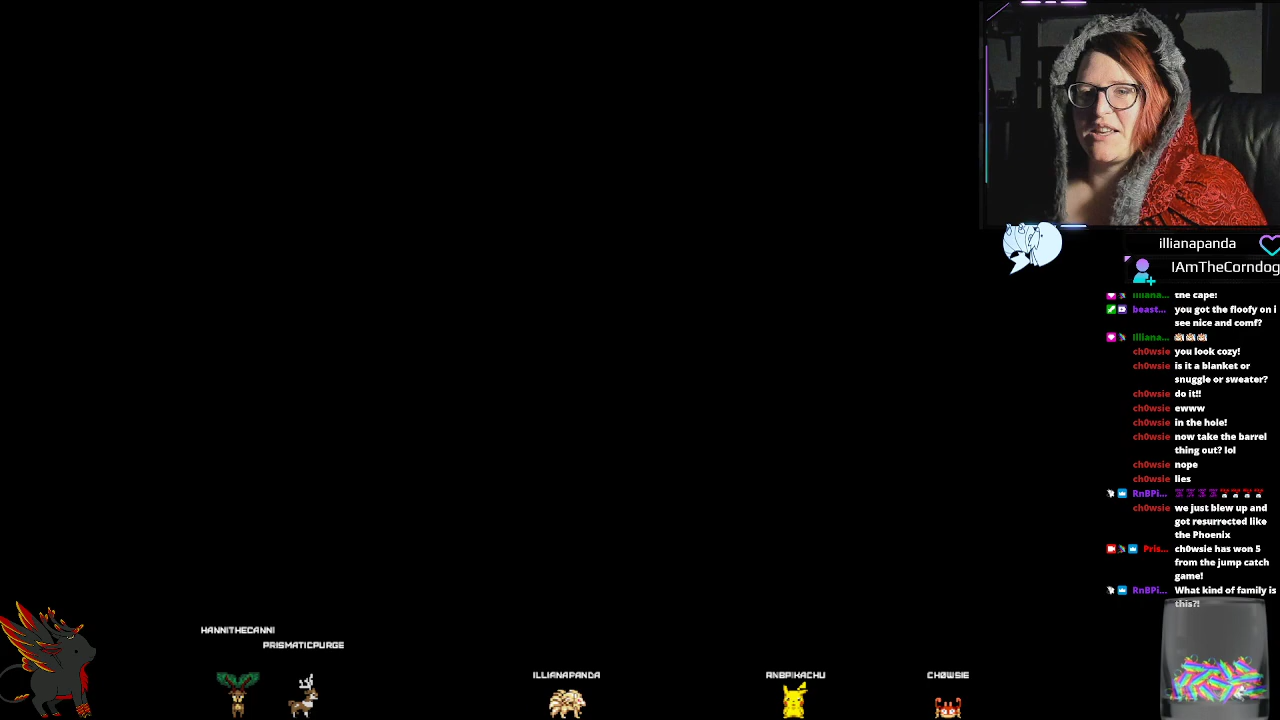 illianapanda
IAmTheCorndog
illiana... the cape!
beast... you got the floofy on i
see nice and comf?
Illiana...
ch0wsie you look cozy!
ch0wsie is it a blanket or
snuggle or sweater?
ch0wsie do it!!
ch0wsie ewww
ch0wsie in the hole!
ch0wsie now take the barrel
thing out? lol
ch0wsie nope
ch0wsie lies
RnBPi...
ch0wsie we just blew up and
got resurrected like
the Phoenix
Pris... ch0wsie has won 5
from the jump catch
game!
RnBPi... What kind of family is
this?!
HANNITHECANNI
PRISMATICPURGE
ILLIANAPANDA
RNBPIKACHU
CH0WSIE